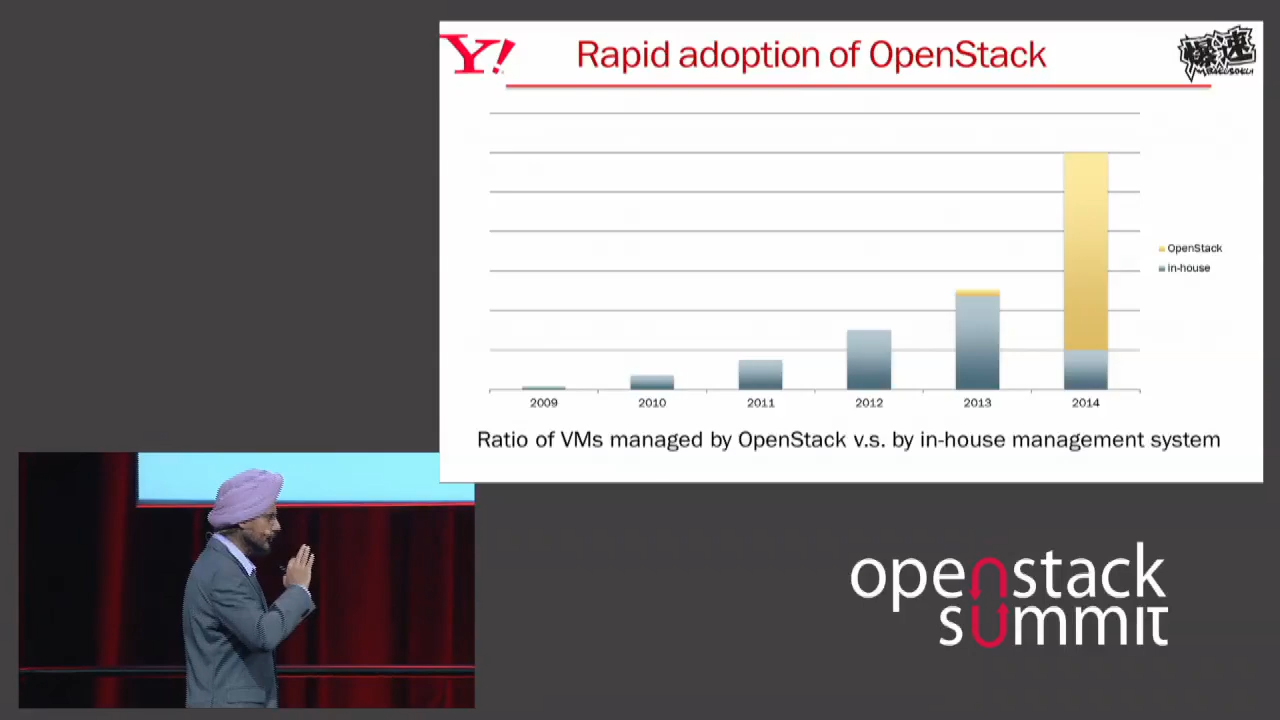 Y!
Rapid adoption of OpenStack
爆速
BAKUSOKU
OpenStack
in-house
2009 2010 2011 2012 2013 2014
Ratio of VMs managed by OpenStack v.s. by in-house management system
openstack
summit